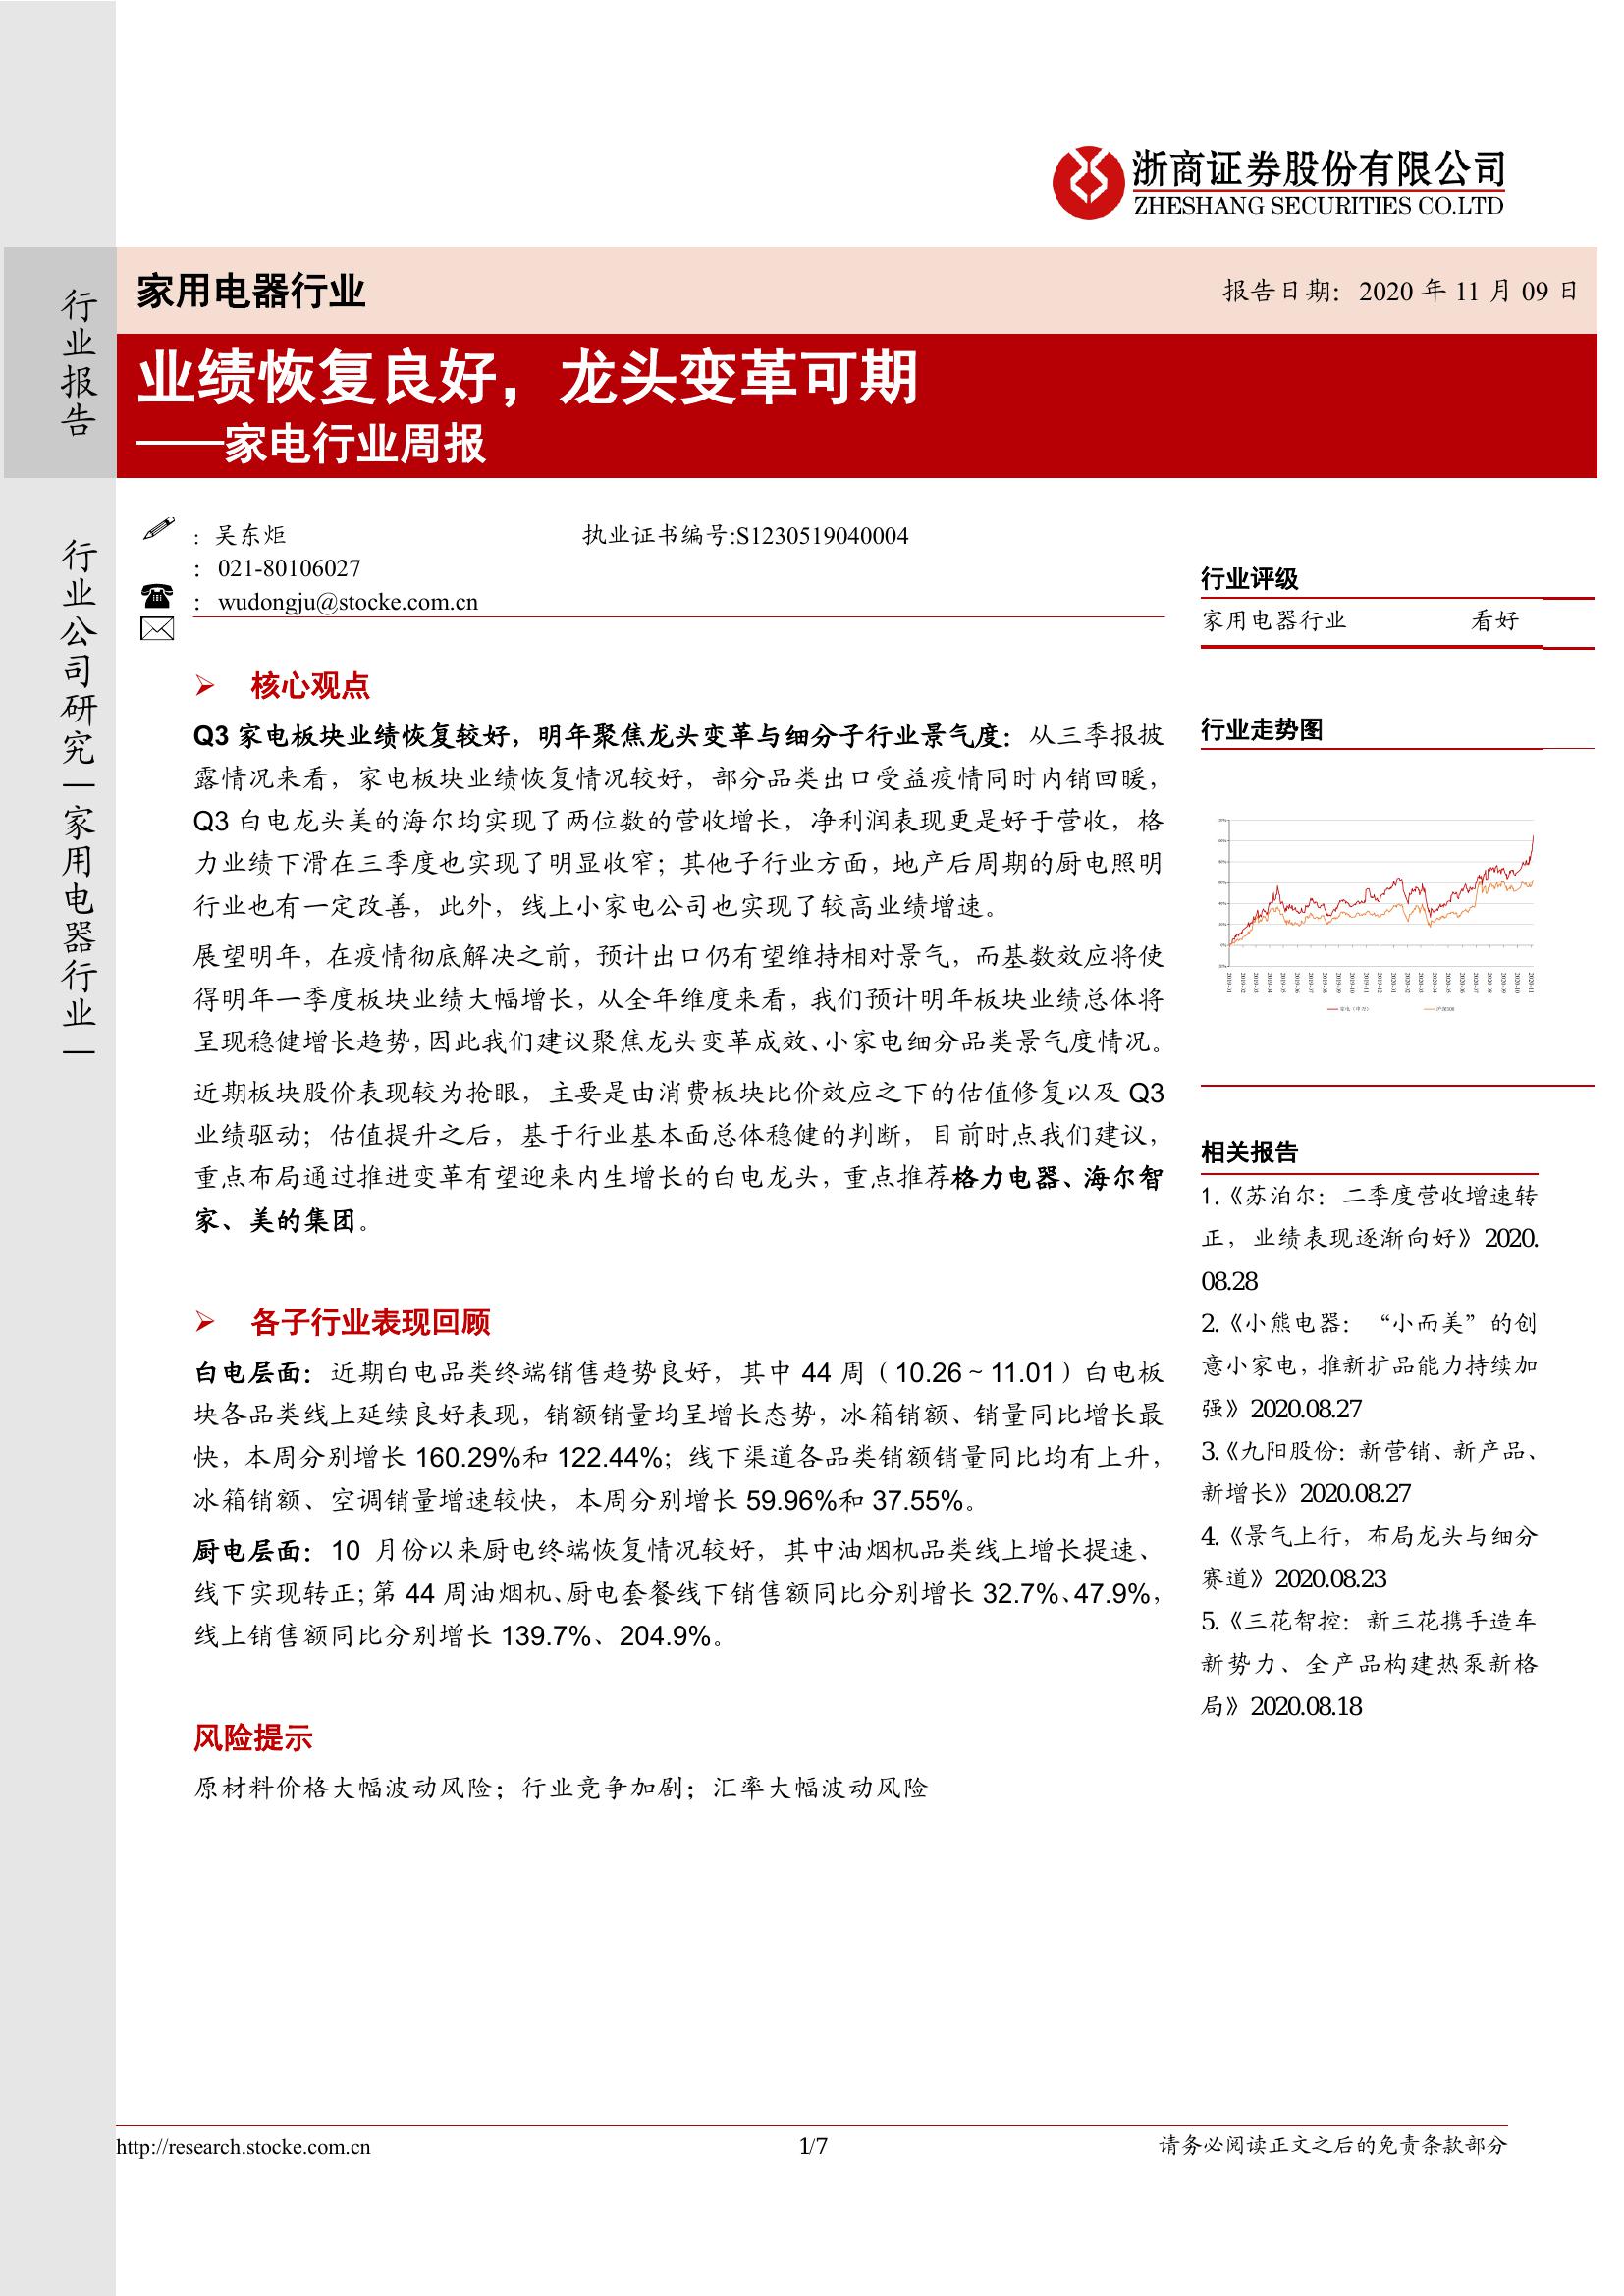 浙商证券股份有限公司
ZHESHANG SECURITIES CO.LTD
行业报告
行业公司研究|家用电器行业|
家用电器行业
报告日期：2020 年 11 月 09 日
业绩恢复良好，龙头变革可期
——家电行业周报
：吴东炬 执业证书编号:S1230519040004
：021-80106027
：wudongju@stocke.com.cn
核心观点
Q3 家电板块业绩恢复较好，明年聚焦龙头变革与细分子行业景气度：从三季报披
露情况来看，家电板块业绩恢复情况较好，部分品类出口受益疫情同时内销回暖，
Q3 白电龙头美的海尔均实现了两位数的营收增长，净利润表现更是好于营收，格
力业绩下滑在三季度也实现了明显收窄；其他子行业方面，地产后周期的厨电照明
行业也有一定改善，此外，线上小家电公司也实现了较高业绩增速。
展望明年，在疫情彻底解决之前，预计出口仍有望维持相对景气，而基数效应将使
得明年一季度板块业绩大幅增长，从全年维度来看，我们预计明年板块业绩总体将
呈现稳健增长趋势，因此我们建议聚焦龙头变革成效、小家电细分品类景气度情况。
近期板块股价表现较为抢眼，主要是由消费板块比价效应之下的估值修复以及 Q3
业绩驱动；估值提升之后，基于行业基本面总体稳健的判断，目前时点我们建议，
重点布局通过推进变革有望迎来内生增长的白电龙头，重点推荐格力电器、海尔智
家、美的集团。
各子行业表现回顾
白电层面：近期白电品类终端销售趋势良好，其中 44 周（10.26~11.01）白电板
块各品类线上延续良好表现，销额销量均呈增长态势，冰箱销额、销量同比增长最
快，本周分别增长 160.29%和 122.44%；线下渠道各品类销额销量同比均有上升，
冰箱销额、空调销量增速较快，本周分别增长 59.96%和 37.55%。
厨电层面：10 月份以来厨电终端恢复情况较好，其中油烟机品类线上增长提速、
线下实现转正；第 44 周油烟机、厨电套餐线下销售额同比分别增长 32.7%、47.9%，
线上销售额同比分别增长 139.7%、204.9%。
风险提示
原材料价格大幅波动风险；行业竞争加剧；汇率大幅波动风险
行业评级
家用电器行业 看好
行业走势图
相关报告
1.《苏泊尔：二季度营收增速转
正，业绩表现逐渐向好》2020.
08.28
2.《小熊电器：“小而美”的创
意小家电，推新扩品能力持续加
强》2020.08.27
3.《九阳股份：新营销、新产品、
新增长》2020.08.27
4.《景气上行，布局龙头与细分
赛道》2020.08.23
5.《三花智控：新三花携手造车
新势力、全产品构建热泵新格
局》2020.08.18
http://research.stocke.com.cn
1/7
请务必阅读正文之后的免责条款部分